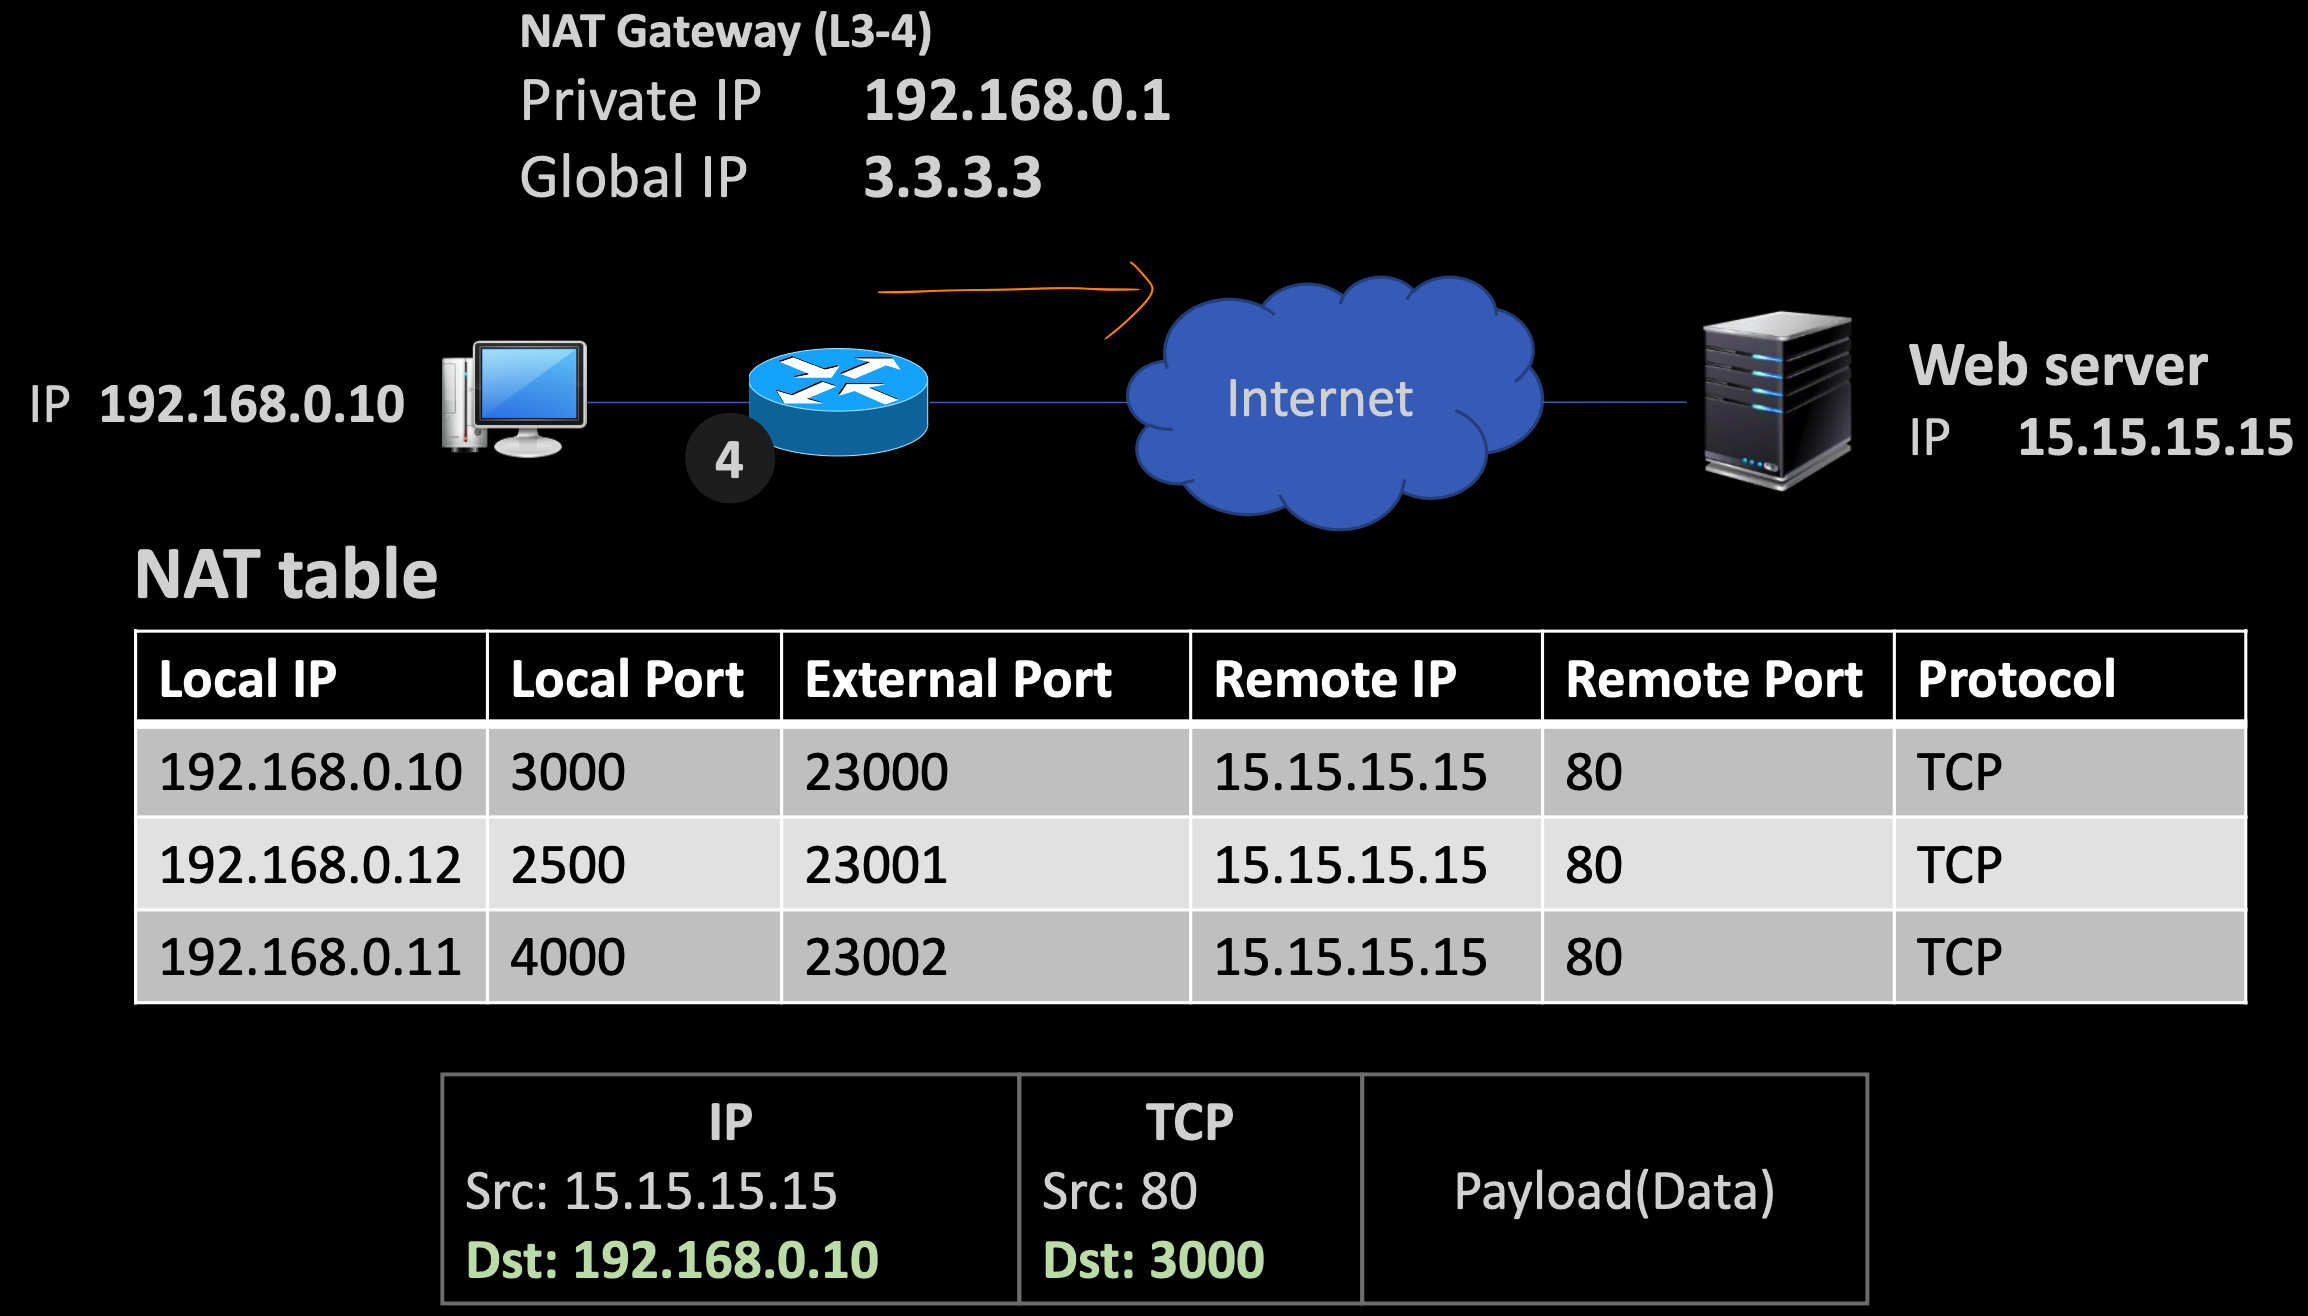 NAT Gateway (L3-4)
Private IP 192.168.0.1
Global IP 3.3.3.3
IP 192.168.0.10
4
Internet
Web server
IP 15.15.15.15
NAT table
Local IP Local Port External Port Remote IP Remote Port Protocol
192.168.0.10 3000 23000 15.15.15.15 80 TCP
192.168.0.12 2500 23001 15.15.15.15 80 TCP
192.168.0.11 4000 23002 15.15.15.15 80 TCP
IP
Src: 15.15.15.15
Dst: 192.168.0.10
TCP
Src: 80
Dst: 3000
Payload(Data)